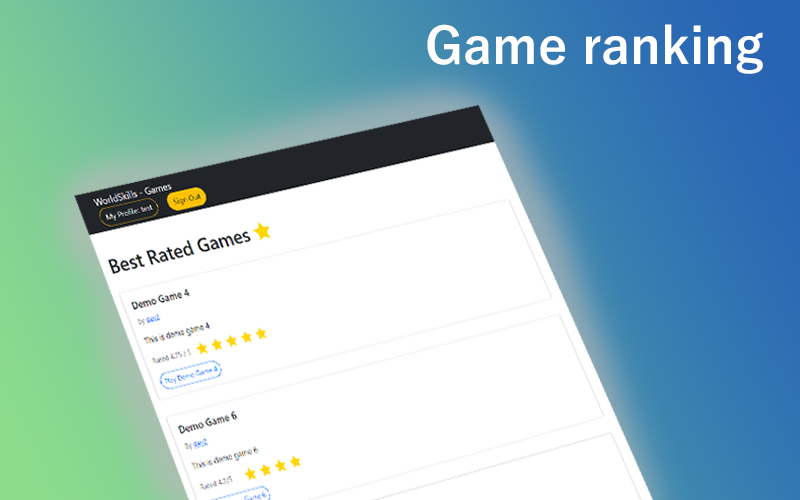 Game ranking
WorldSkills - Games
My Profile: test
Sign Out
Best Rated Games
Demo Game 4
By dev2
This is demo game 4
Rated 4.75 / 5
Play Demo Game 4
Demo Game 6
By dev2
This is demo game 6
Rated 4.2/5
Game 6